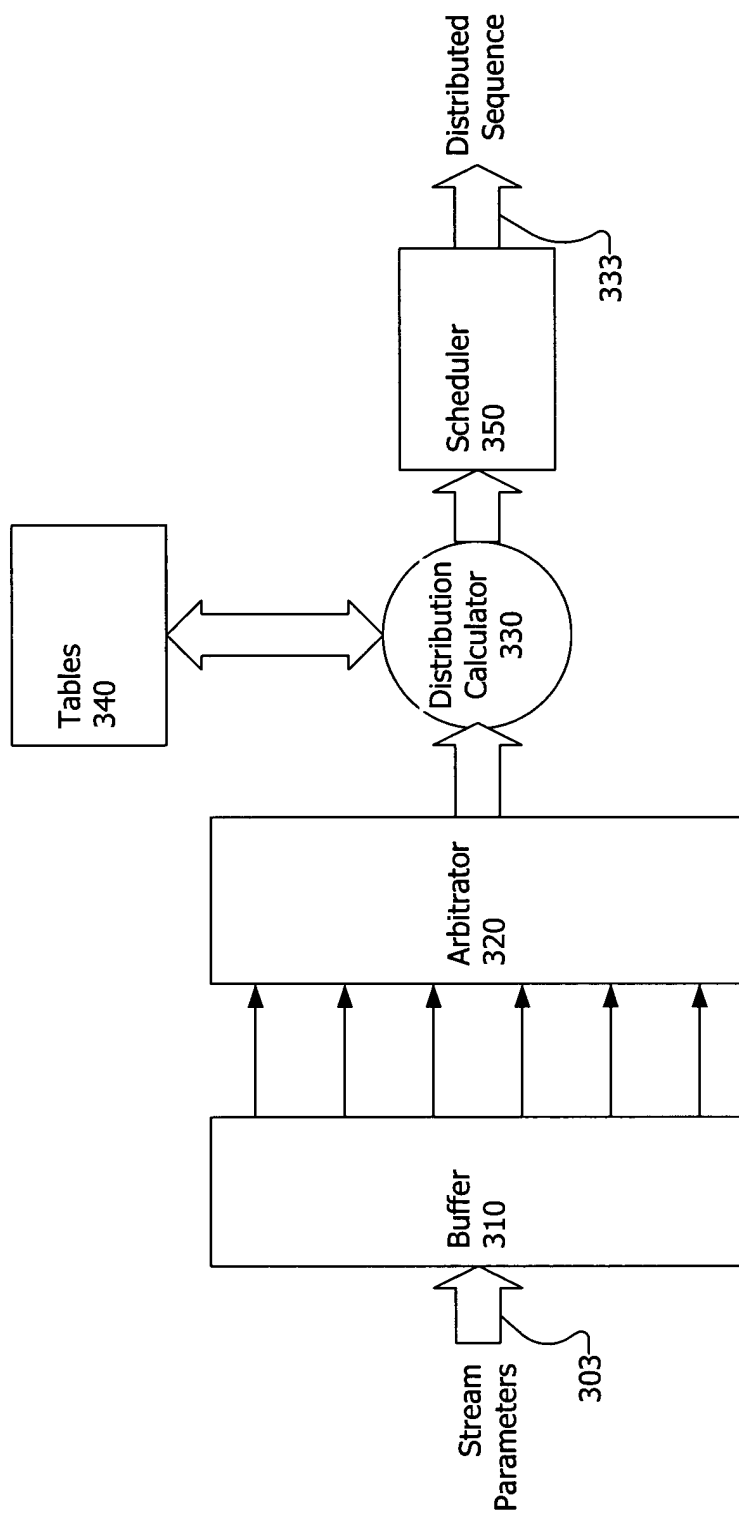 Stream
Parameters
303
Buffer
310
Arbitrator
320
Tables
340
Distribution
Calculator
330
Scheduler
350
333
Distributed
Sequence